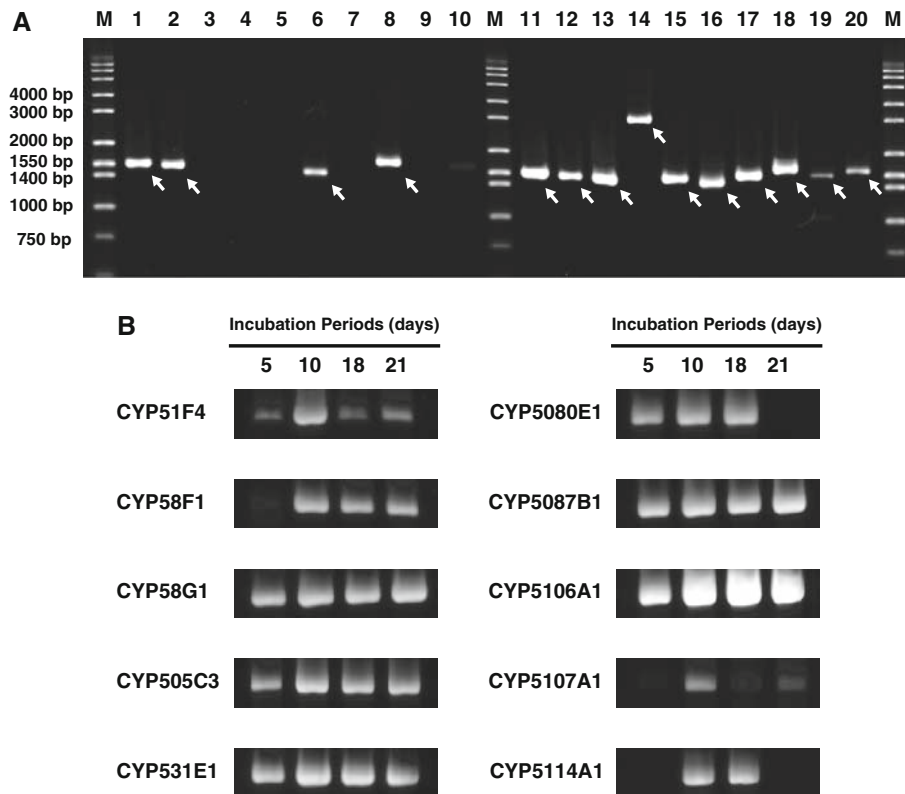 A
M 1 2 3 4 5 6 7 8 9 10 M 11 12 13 14 15 16 17 18 19 20 M
4000 bp
3000 bp
2000 bp
1550 bp
1400 bp
1000 bp
750 bp
B
Incubation Periods (days)
5 10 18 21
CYP51F4
CYP58F1
CYP58G1
CYP505C3
CYP531E1
Incubation Periods (days)
5 10 18 21
CYP5080E1
CYP5087B1
CYP5106A1
CYP5107A1
CYP5114A1